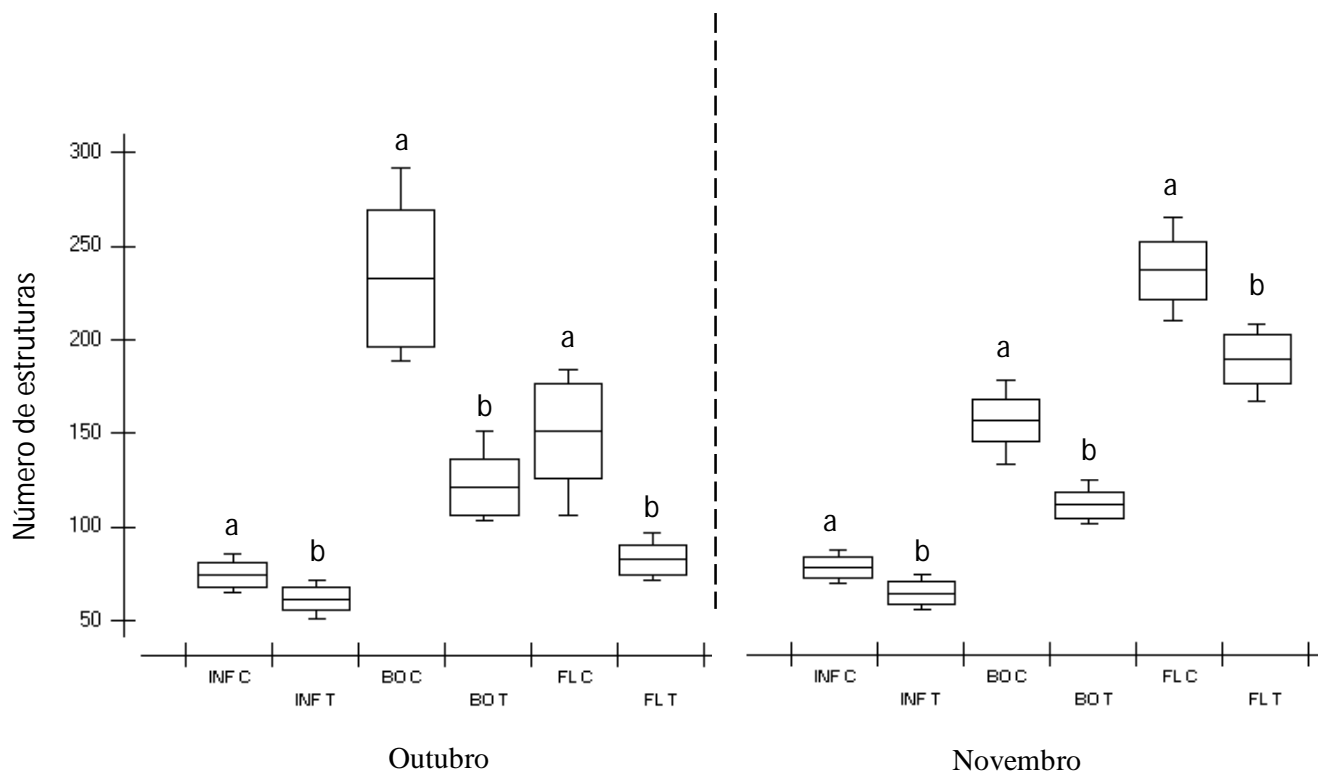 Número de estruturas
300
250
200
150
100
50
a
b
a
b
a
b
a
b
a
b
a
b
INF C
INF T
BO C
BO T
FL C
FL T
INF C
INF T
BO C
BO T
FL C
FL T
Outubro
Novembro